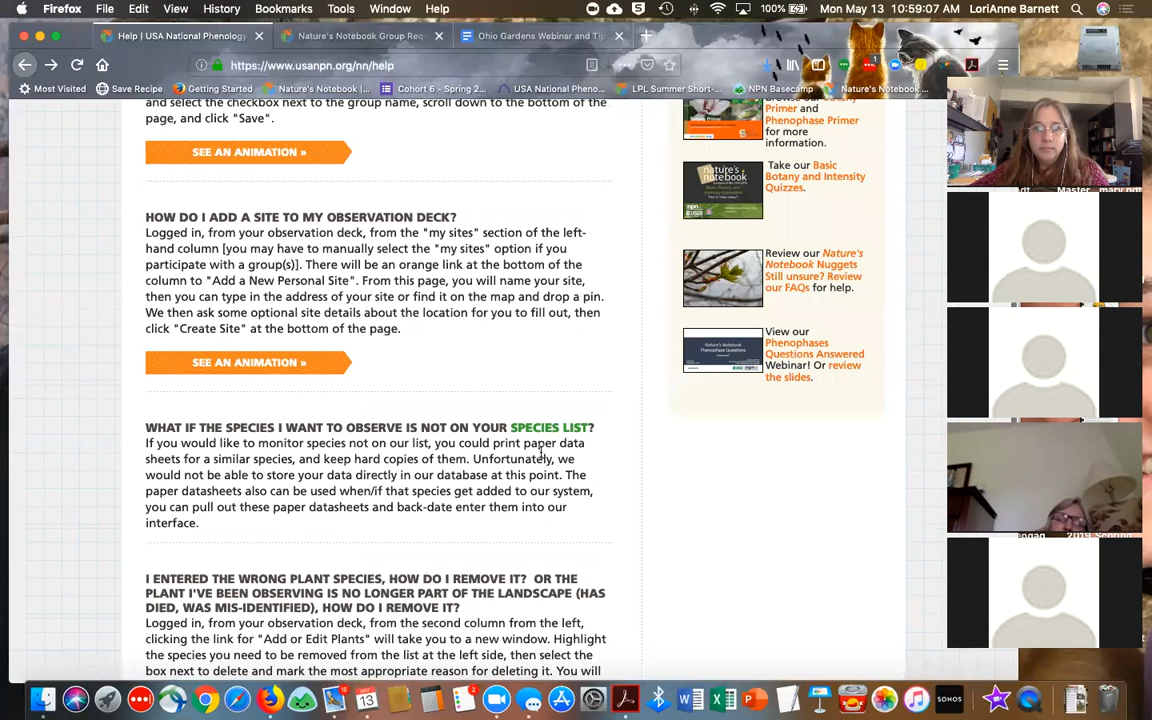 Firefox File Edit View History Bookmarks Tools Window Help 100% Mon May 13 10:59:07 AM LoriAnne Barnett
Help | USA National Phenology × Nature's Notebook Group Req × Ohio Gardens Webinar and Tip × +
https://www.usanpn.org/nn/help
Most Visited Save Recipe Getting Started Nature's Notebook |... Cohort 6 - Spring 2... USA National Pheno... LPL Summer Short-... NPN Basecamp Nature's Notebook ...
and select the checkbox next to the group name, scroll down to the bottom of the
page, and click "Save".
SEE AN ANIMATION »
HOW DO I ADD A SITE TO MY OBSERVATION DECK?
Logged in, from your observation deck, from the "my sites" section of the left-
hand column [you may have to manually select the "my sites" option if you
participate with a group(s)]. There will be an orange link at the bottom of the
column to "Add a New Personal Site". From this page, you will name your site,
then you can type in the address of your site or find it on the map and drop a pin.
We then ask some optional site details about the location for you to fill out, then
click "Create Site" at the bottom of the page.
SEE AN ANIMATION »
WHAT IF THE SPECIES I WANT TO OBSERVE IS NOT ON YOUR SPECIES LIST?
If you would like to monitor species not on our list, you could print paper data
sheets for a similar species, and keep hard copies of them. Unfortunately, we
would not be able to store your data directly in our database at this point. The
paper datasheets also can be used when/if that species get added to our system,
you can pull out these paper datasheets and back-date enter them into our
interface.
I ENTERED THE WRONG PLANT SPECIES, HOW DO I REMOVE IT? OR THE
PLANT I'VE BEEN OBSERVING IS NO LONGER PART OF THE LANDSCAPE (HAS
DIED, WAS MIS-IDENTIFIED), HOW DO I REMOVE IT?
Logged in, from your observation deck, from the second column from the left,
clicking the link for "Add or Edit Plants" will take you to a new window. Highlight
the species you need to be removed from the list at the left side, then select the
box next to delete and mark the most appropriate reason for deleting it. You will
Primer and
Phenophase Primer
for more
information.
nature's
notebook
Take our Basic
Botany and Intensity
Quizzes.
Review our Nature's
Notebook Nuggets
Still unsure? Review
our FAQs for help.
Nature's Notebook
Phenophase Questions
View our
Phenophases
Questions Answered
Webinar! Or review
the slides.
MAY
13
SONOS